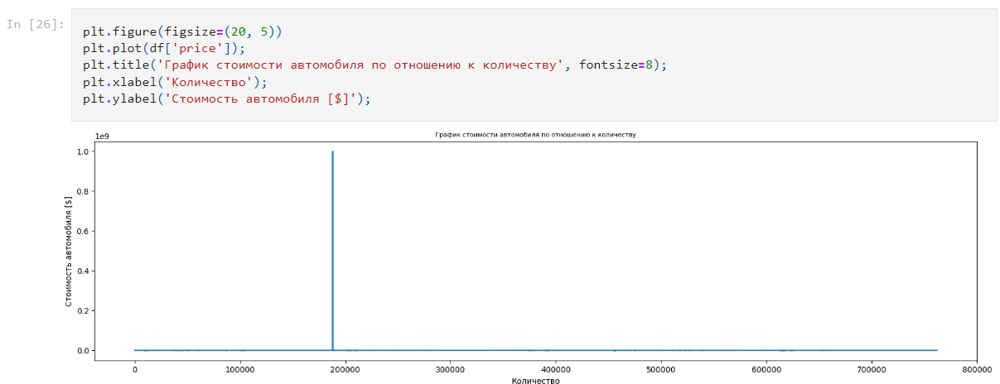 In [26]:
plt.figure(figsize=(20, 5))
plt.plot(df['price']);
plt.title('График стоимости автомобиля по отношению к количеству', fontsize=8);
plt.xlabel('Количество');
plt.ylabel('Стоимость автомобиля [$]');
График стоимости автомобиля по отношению к количеству
1e9
1.0
0.8
0.6
0.4
0.2
0.0
Стоимость автомобиля [$]
0 100000 200000 300000 400000 500000 600000 700000 800000
Количество